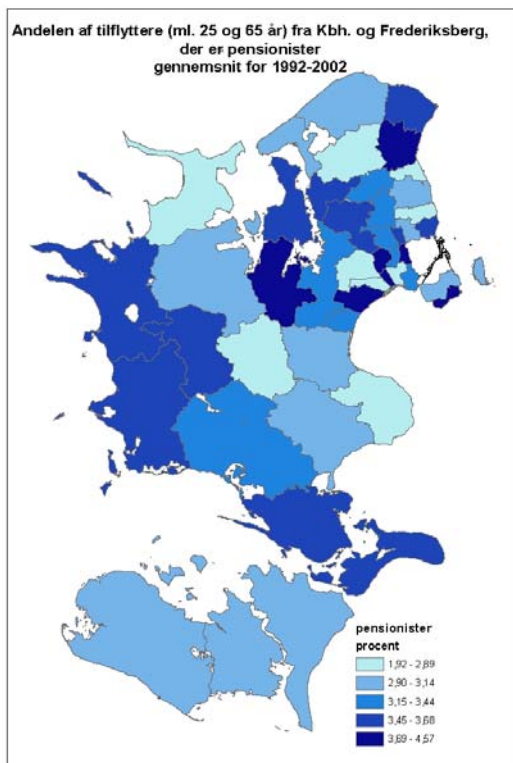 Andelen af tilflyttere (ml. 25 og 65 år) fra Kbh. og Frederiksberg,
der er pensionister
gennemsnit for 1992-2002
pensionister
procent
1,92 - 2,89
2,90 - 3,14
3,15 - 3,44
3,45 - 3,68
3,69 - 4,57